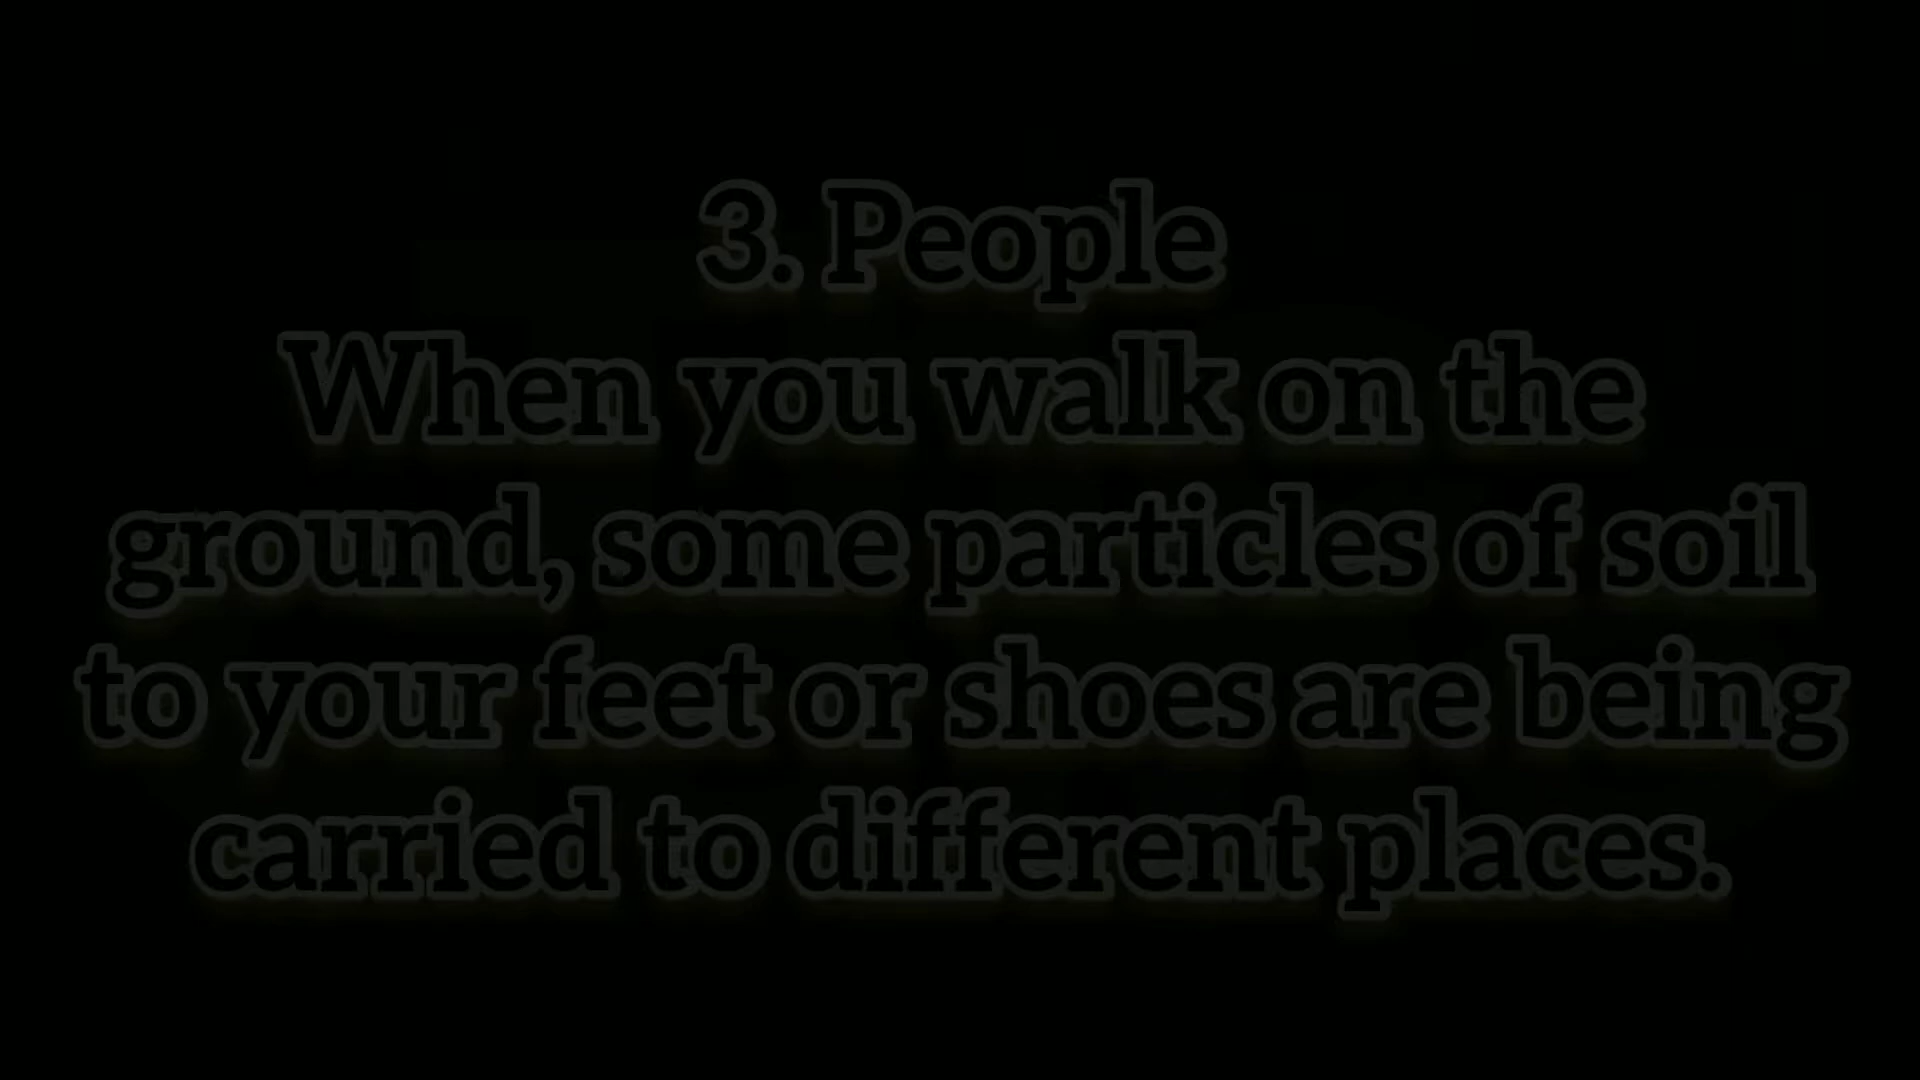 3. People
When you walk on the
ground, some particles of soil
to your feet or shoes are being
carried to different places.